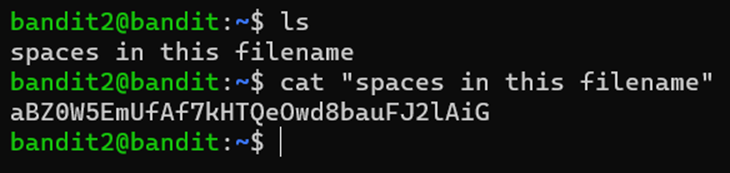 bandit2@bandit:~$ ls
spaces in this filename
bandit2@bandit:~$ cat "spaces in this filename"
aBZ0W5EmUfAf7kHTQeOwd8bauFJ2lAiG
bandit2@bandit:~$